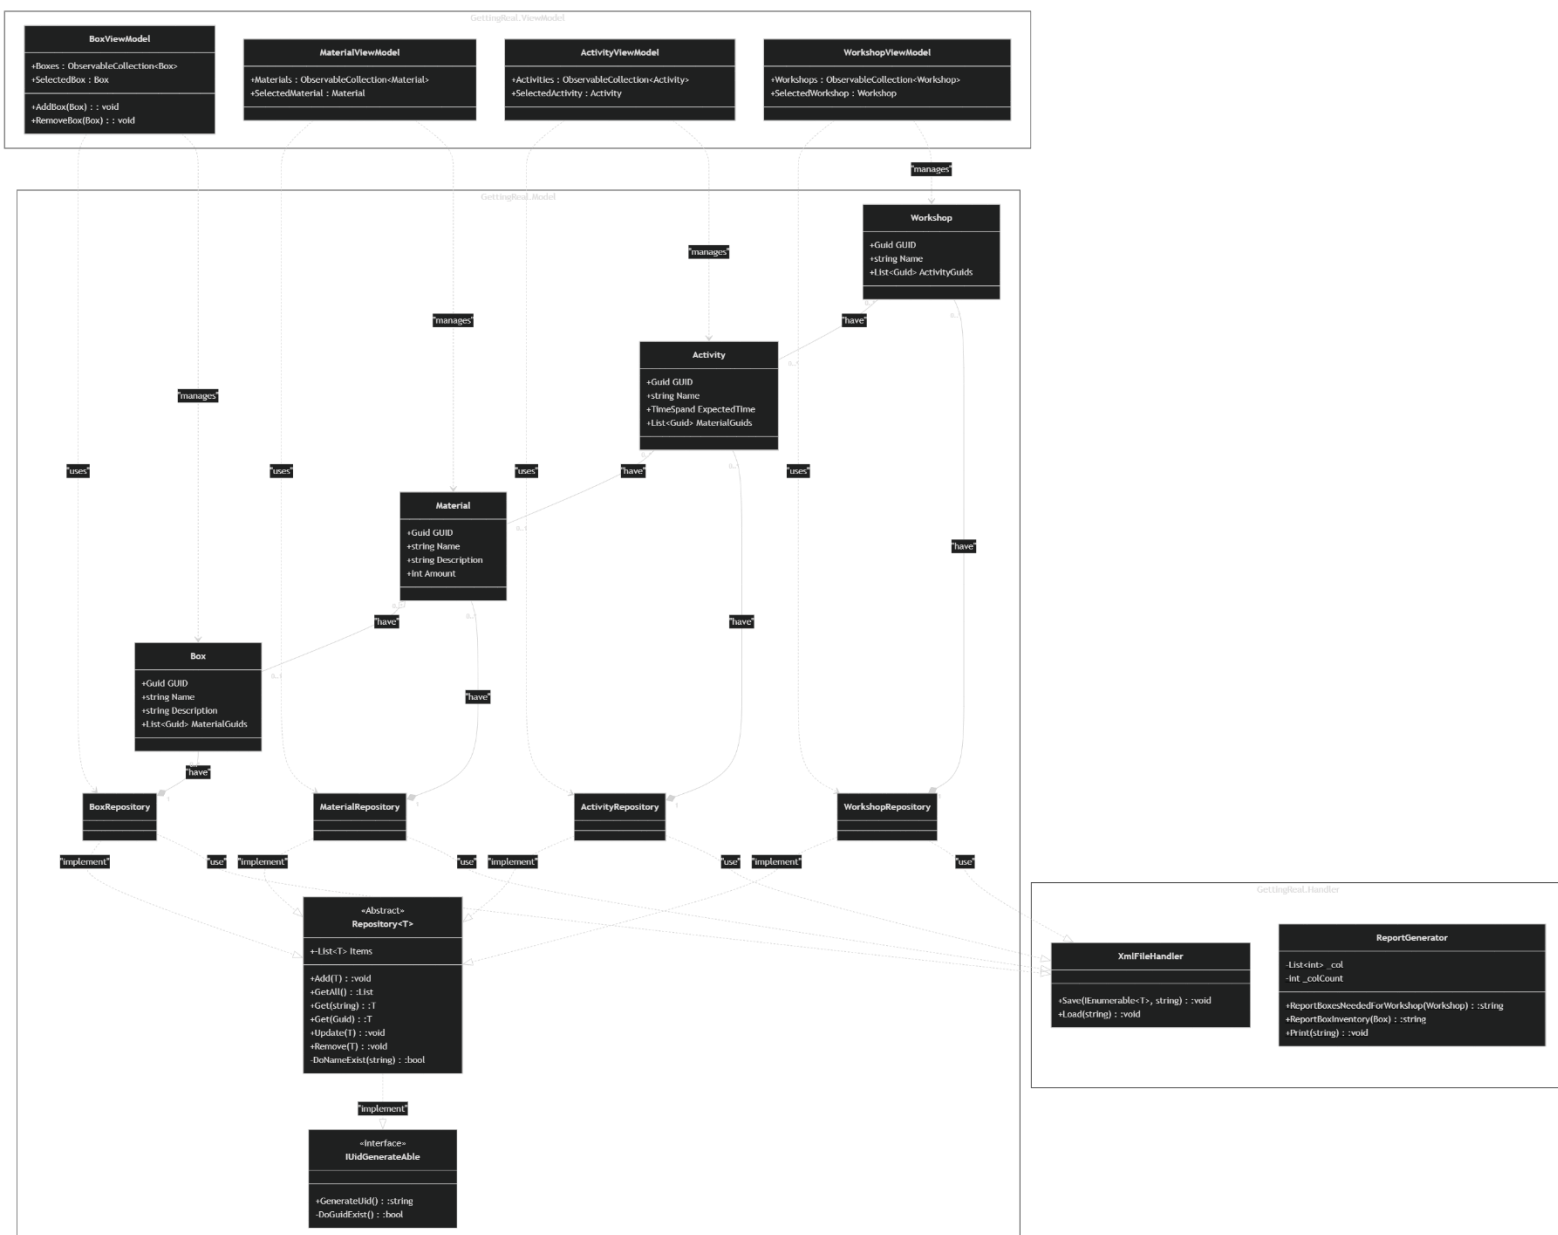 GettingReal.ViewModel
BoxViewModel
+Boxes : ObservableCollection<Box>
+SelectedBox : Box
+AddBox(Box) : : void
+RemoveBox(Box) : : void
MaterialViewModel
+Materials : ObservableCollection<Material>
+SelectedMaterial : Material
ActivityViewModel
+Activities : ObservableCollection<Activity>
+SelectedActivity : Activity
WorkshopViewModel
+Workshops : ObservableCollection<Workshop>
+SelectedWorkshop : Workshop
"manages"
GettingReal.Model
Workshop
+Guid GUID
+string Name
+List<Guid> ActivityGuids
"manages"
"have"
"manages"
Activity
+Guid GUID
+string Name
+TimeSpand ExpectedTime
+List<Guid> MaterialGuids
"manages"
"uses"
"uses"
"uses"
"have"
"uses"
Material
+Guid GUID
+string Name
+string Description
+int Amount
"have"
"have"
"have"
Box
+Guid GUID
+string Name
+string Description
+List<Guid> MaterialGuids
"have"
"have"
BoxRepository
MaterialRepository
ActivityRepository
WorkshopRepository
"implement"
"use"
"implement"
"use"
"implement"
"use"
"implement"
"use"
«Abstract»
Repository<T>
+-List<T> Items
+Add(T) : :void
+GetAll() : :List
+Get(string) : :T
+Get(Guid) : :T
+Update(T) : :void
+Remove(T) : :void
-DoNameExist(string) : :bool
"implement"
«Interface»
IUidGenerateAble
+GenerateUid() : :string
-DoGuidExist() : :bool
GettingReal.Handler
XmlFileHandler
+Save(IEnumerable<T>, string) : :void
+Load(string) : :void
ReportGenerator
-List<int> _col
-int _colCount
+ReportBoxesNeededForWorkshop(Workshop) : :string
+ReportBoxInventory(Box) : :string
+Print(string) : :void